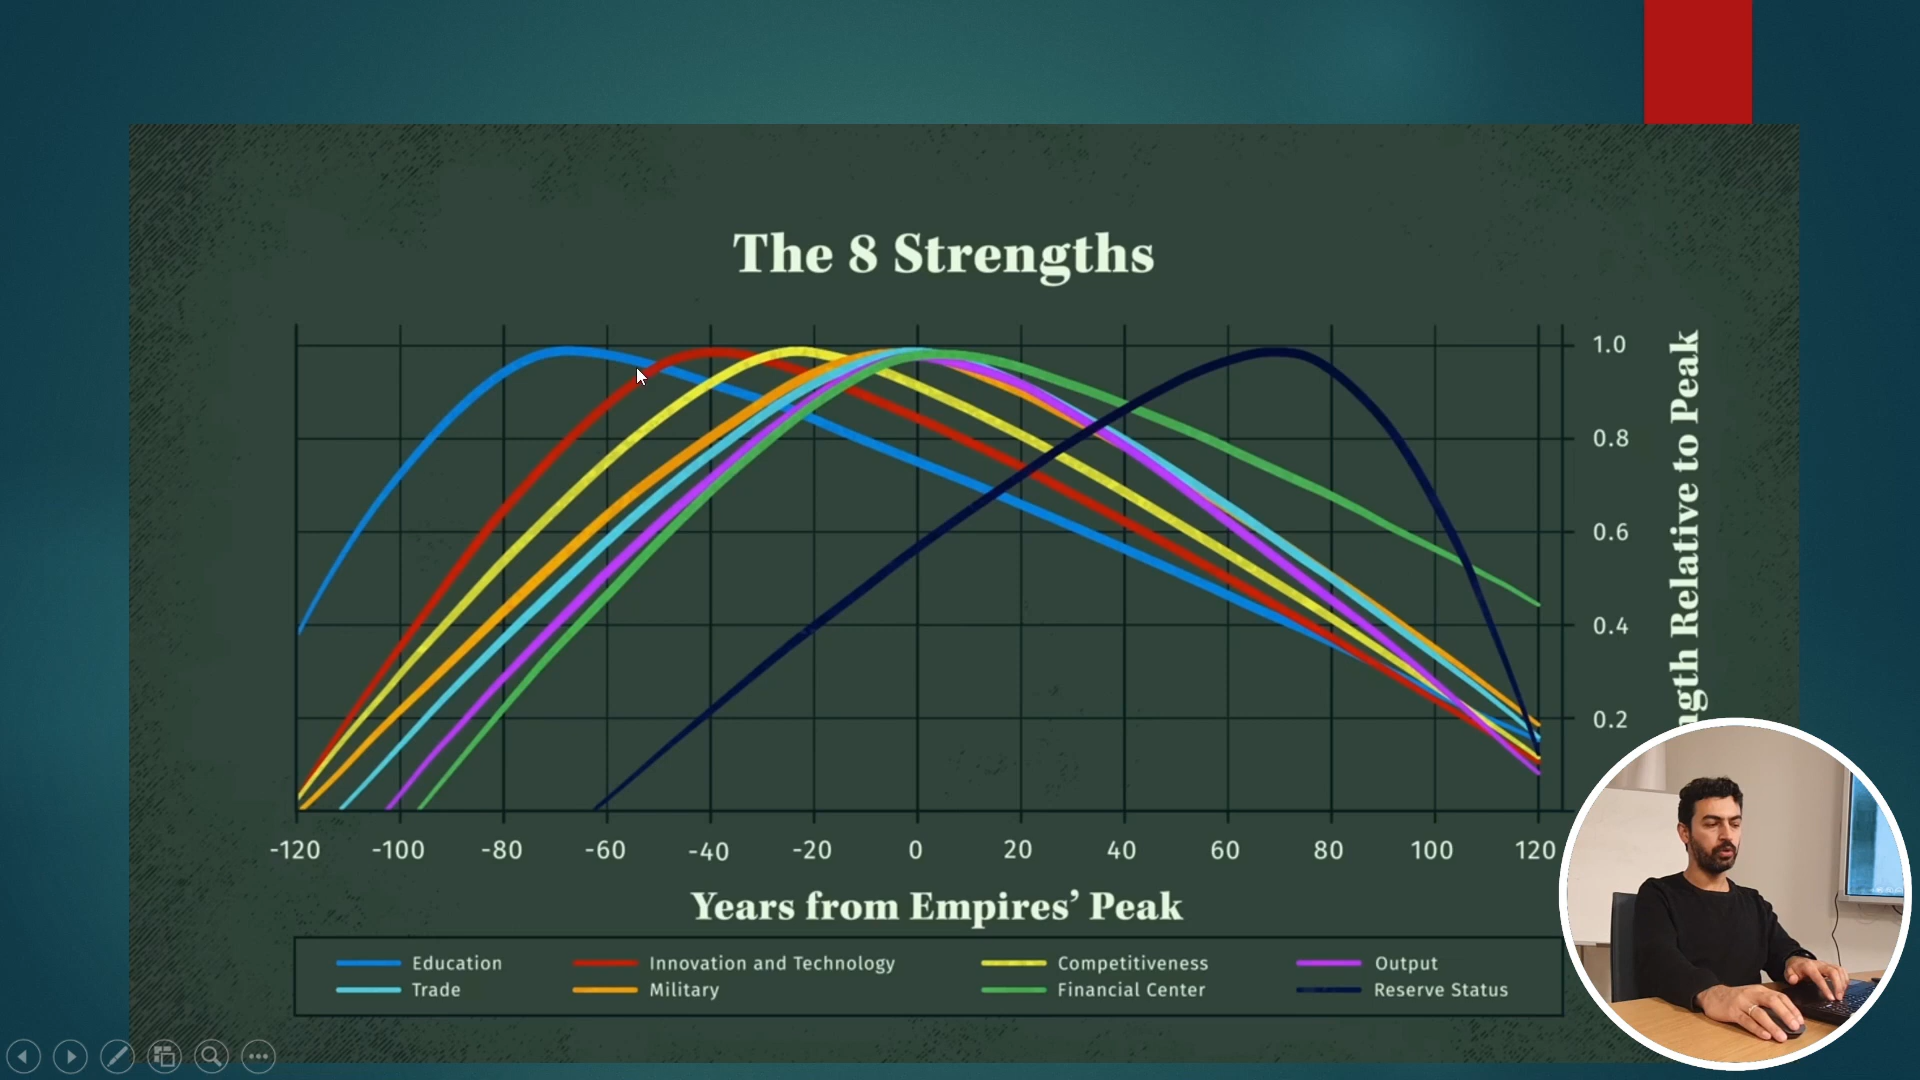 The 8 Strengths
1.0
0.8
0.6
0.4
0.2
Relative to Peak
-120 -100 -80 -60 -40 -20 0 20 40 60 80 100 120
Years from Empires’ Peak
Education Innovation and Technology Competitiveness Output
Trade Military Financial Center Reserve Status